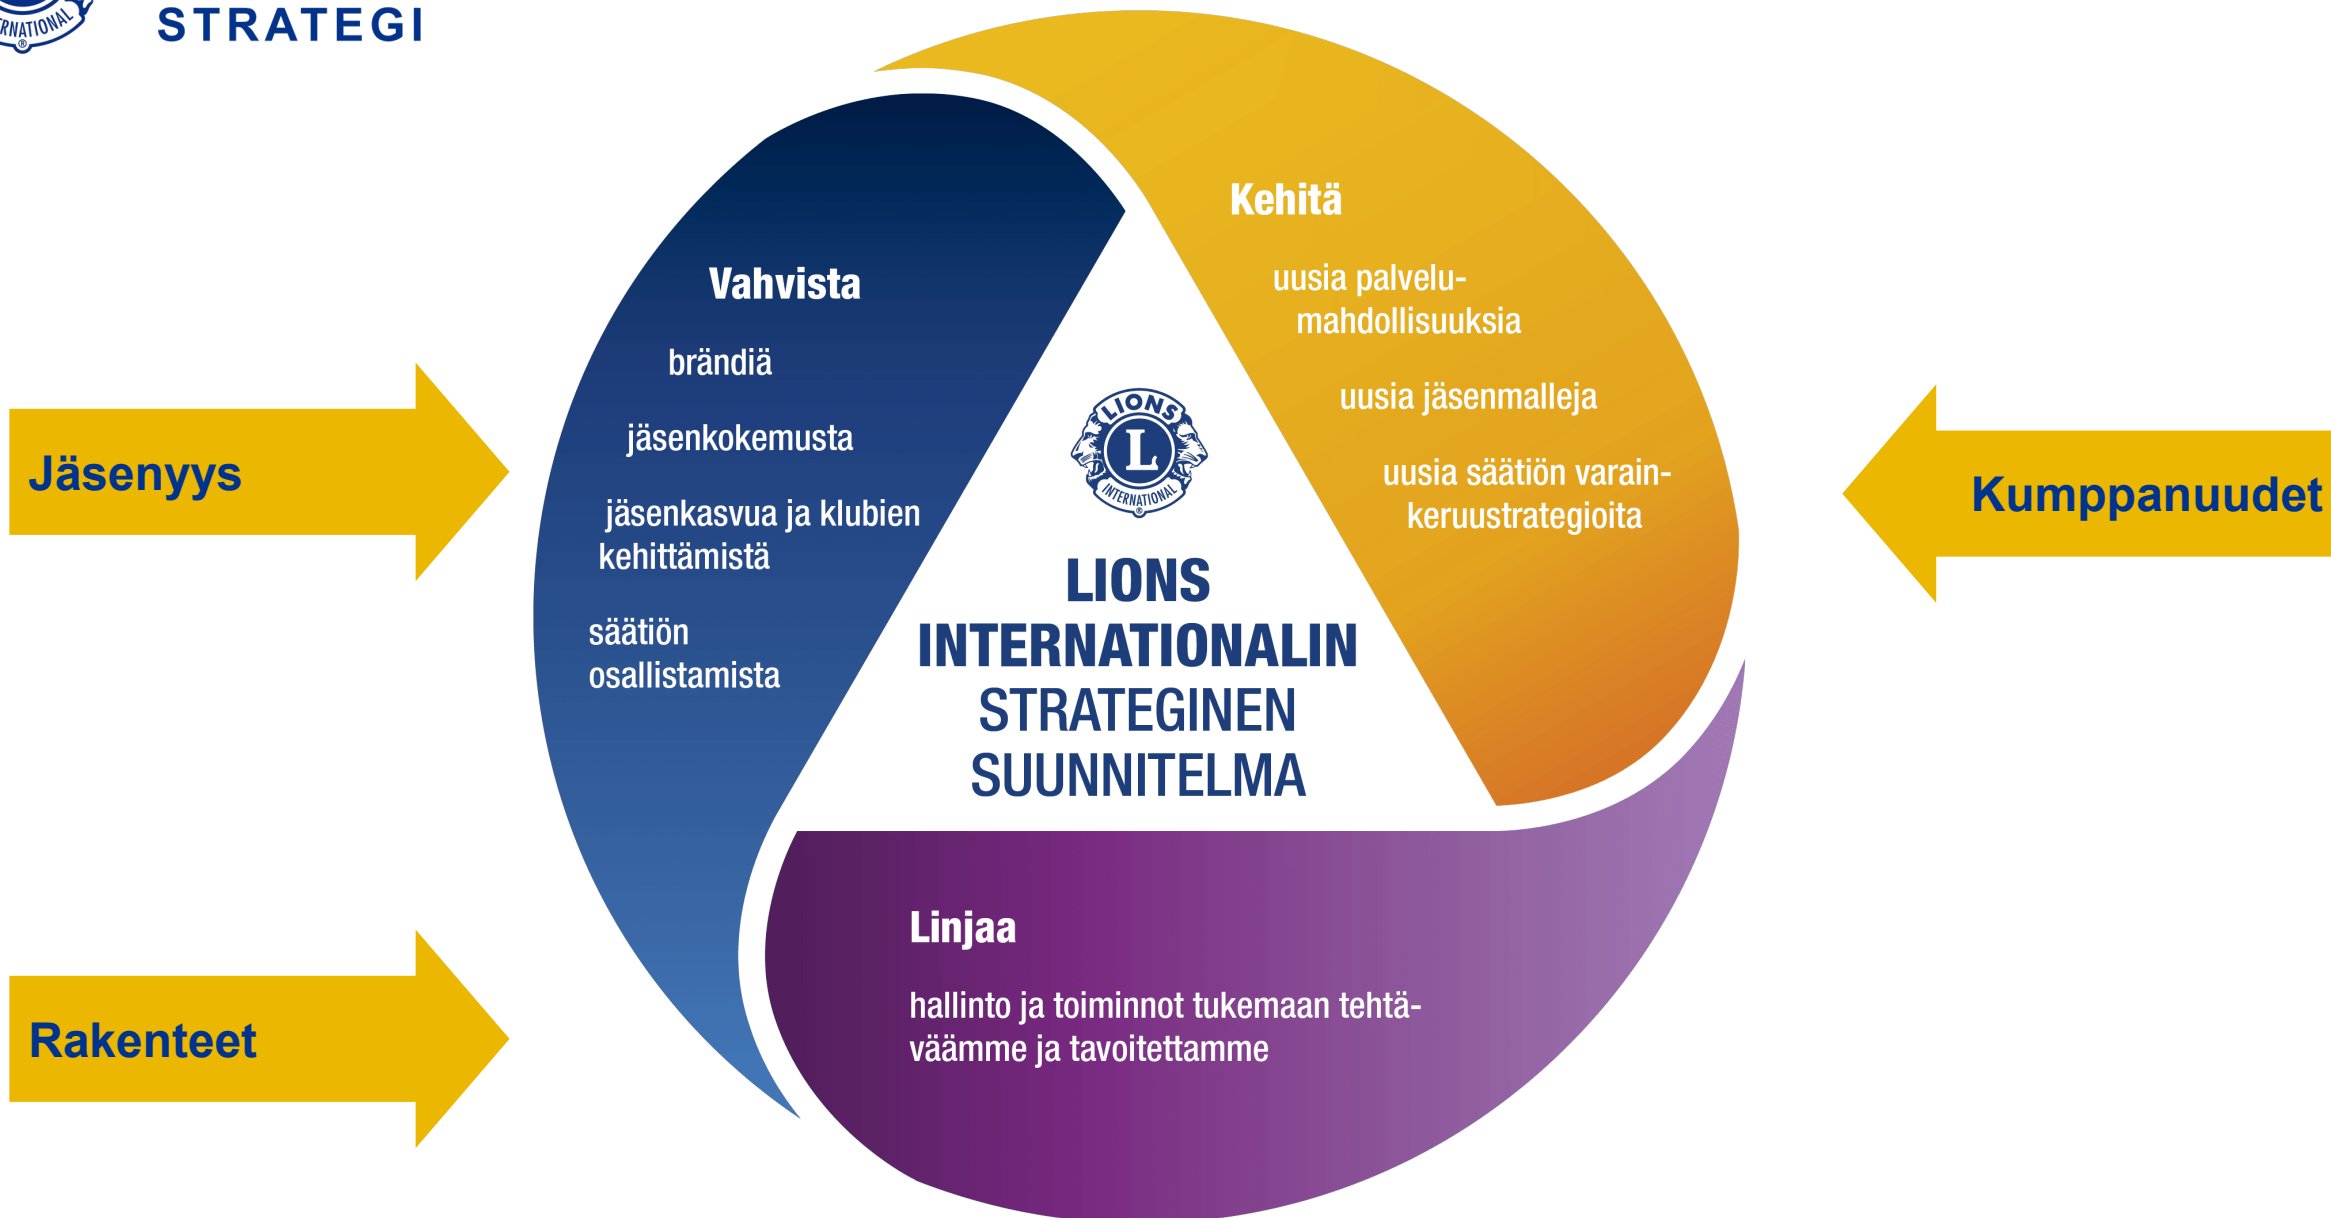 STRATEGI
Vahvista
brändiä
jäsenkokemusta
jäsenkasvua ja klubien
kehittämistä
säätiön
osallistamista
Kehitä
uusia palvelu-
mahdollisuuksia
uusia jäsenmalleja
uusia säätiön varain-
keruustrategioita
Jäsenyys
Kumppanuudet
LIONS
L
INTERNATIONAL
®
LIONS
INTERNATIONALIN
STRATEGINEN
SUUNNITELMA
Linjaa
hallinto ja toiminnot tukemaan tehtä-
väämme ja tavoitettamme
Rakenteet